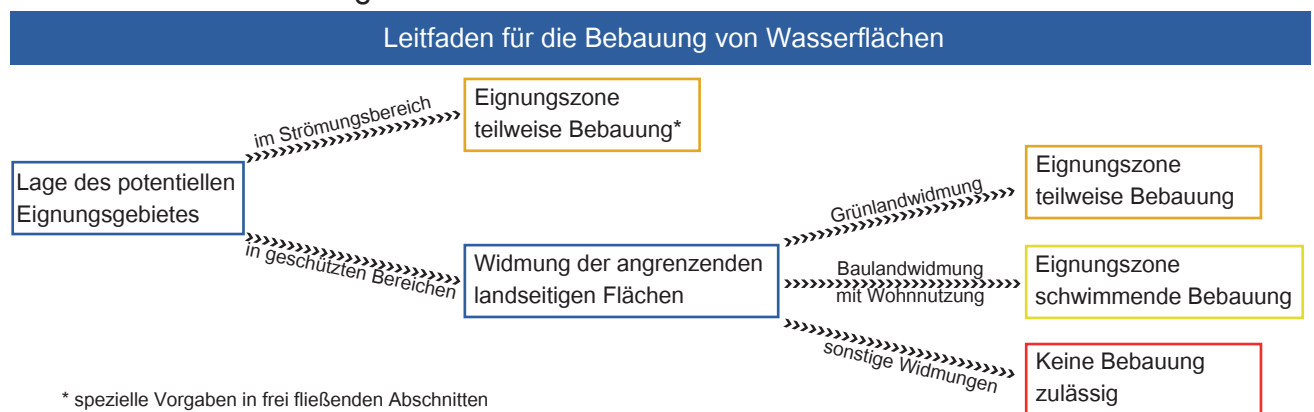 Leitfaden für die Bebauung von Wasserflächen
im Strömungsbereich
Eignungszone
teilweise Bebauung*
Lage des potentiellen
Eignungsgebietes
in geschützten Bereichen
Widmung der angrenzenden
landseitigen Flächen
Grünlandwidmung
Eignungszone
teilweise Bebauung
Baulandwidmung
mit Wohnnutzung
Eignungszone
schwimmende Bebauung
sonstige Widmungen
Keine Bebauung
zulässig
* spezielle Vorgaben in frei fließenden Abschnitten